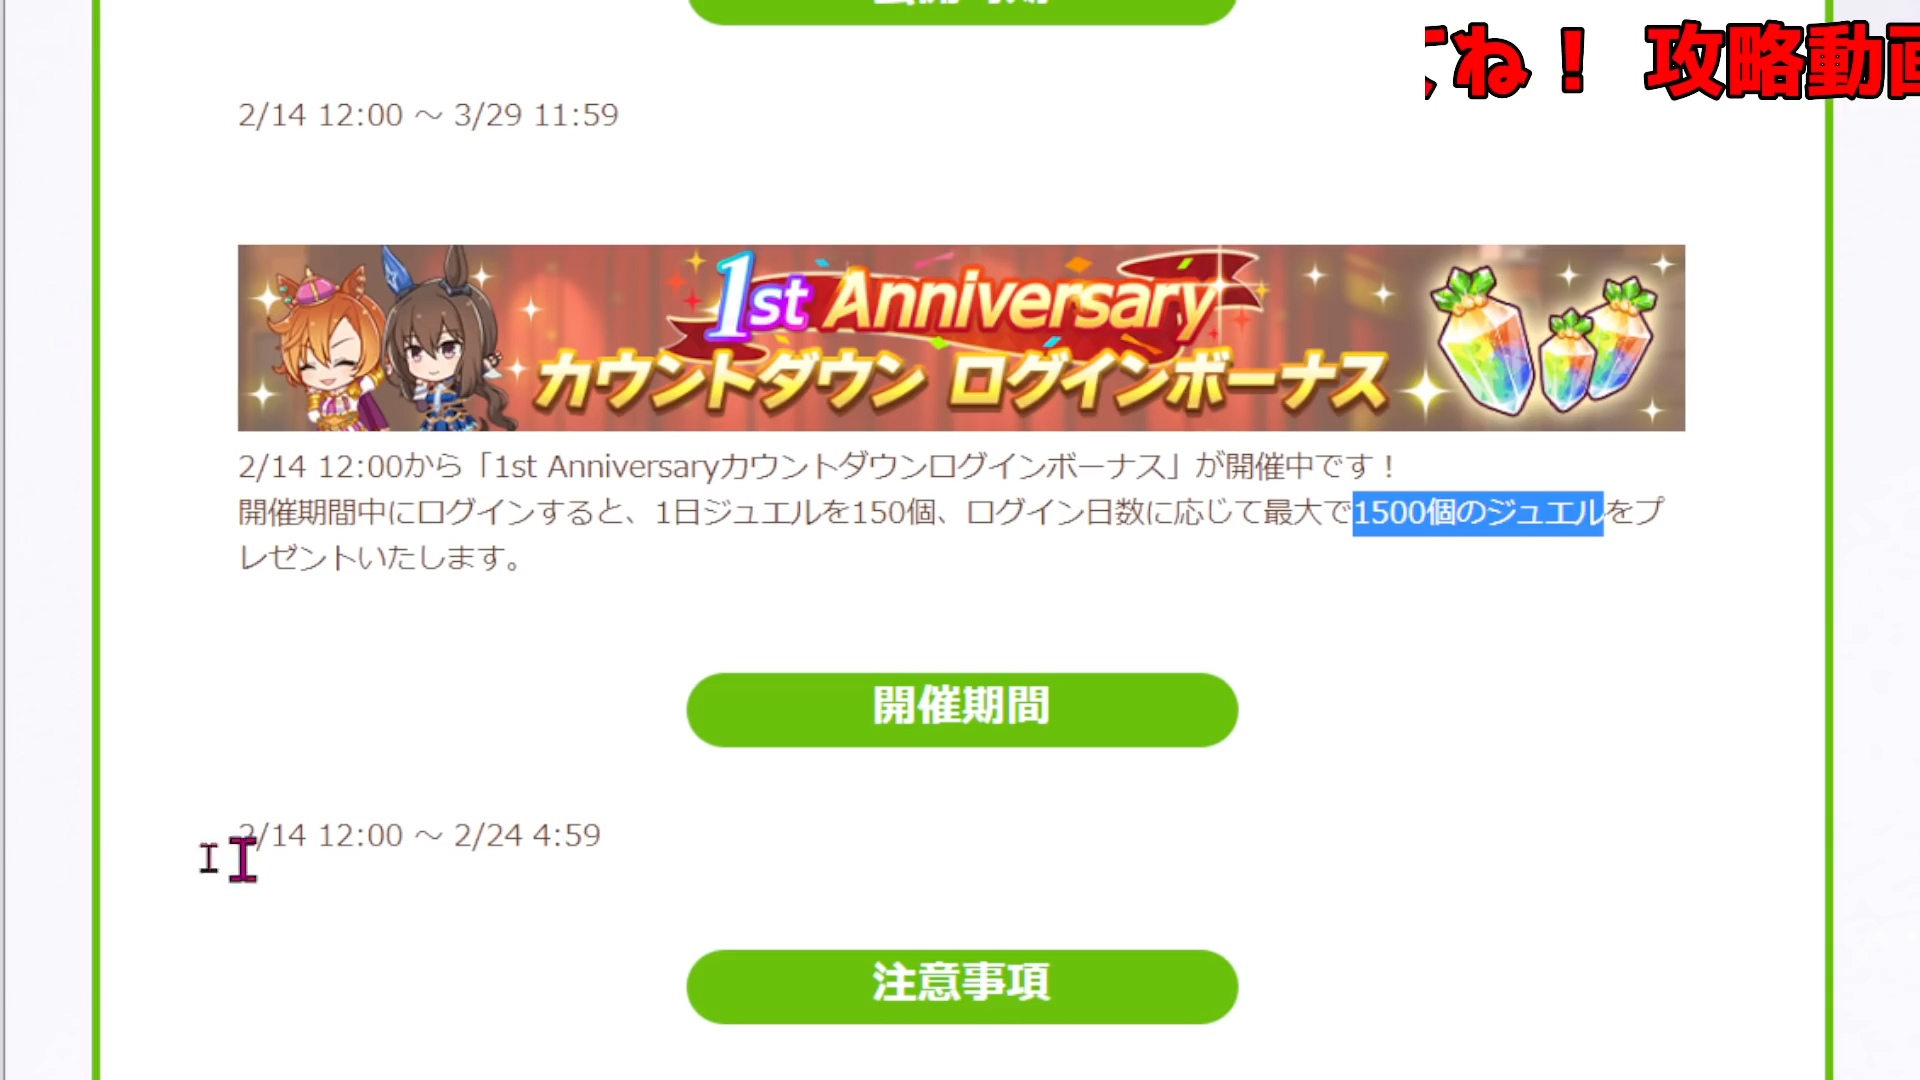 てね！ 攻略動画
2/14 12:00 ～ 3/29 11:59
1st Anniversary
カウントダウン ログインボーナス
2/14 12:00から「1st Anniversaryカウントダウンログインボーナス」が開催中です！
開催期間中にログインすると、1日ジュエルを150個、ログイン日数に応じて最大で1500個のジュエルをプ
レゼントいたします。
開催期間
2/14 12:00 ～ 2/24 4:59
注意事項